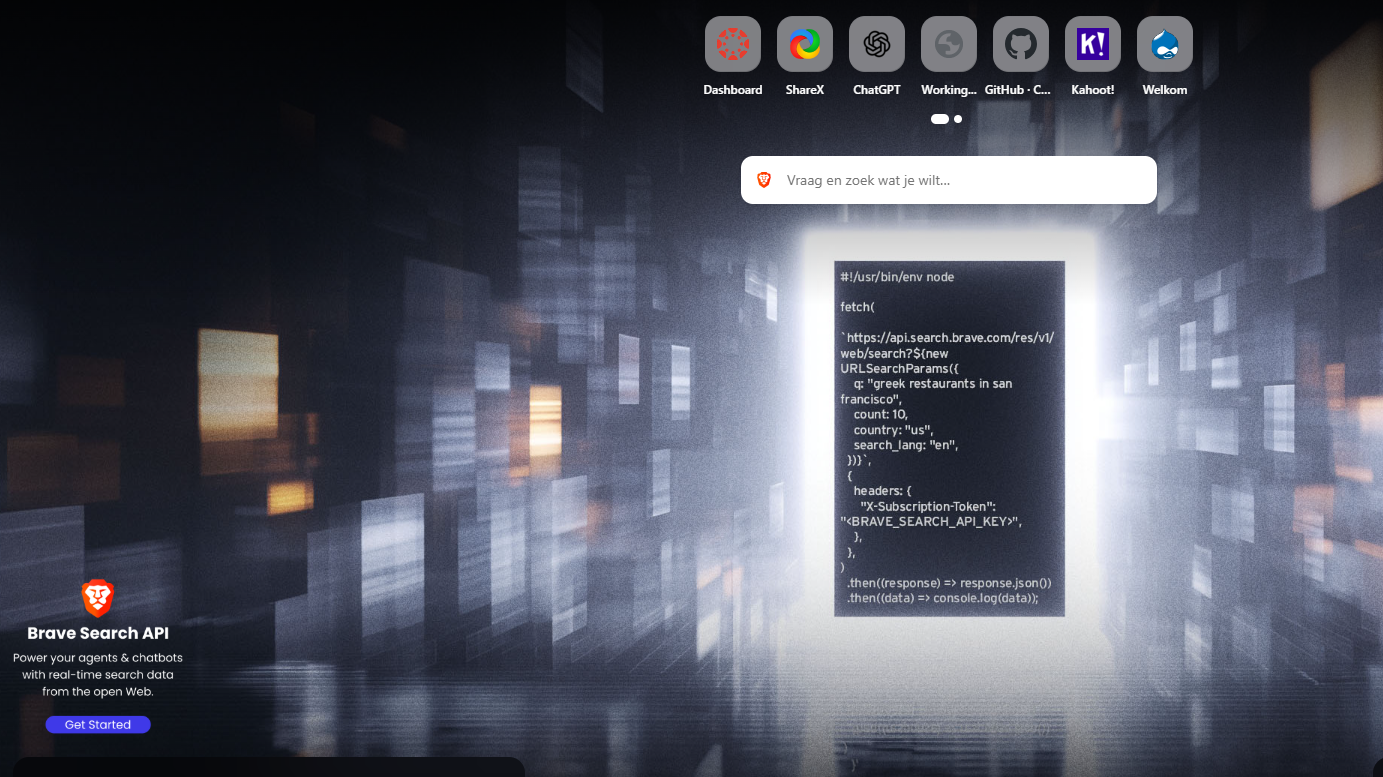 Dashboard
ShareX
ChatGPT
Working...
GitHub · C...
Kahoot!
Welkom
Vraag en zoek wat je wilt...
#!/usr/bin/env node
fetch(
`https://api.search.brave.com/res/v1/
web/search?${new
URLSearchParams({
q: "greek restaurants in san
francisco",
count: 10,
country: "us",
search_lang: "en",
})}`,
{
headers: {
"X-Subscription-Token":
"<BRAVE_SEARCH_API_KEY>",
},
},
)
.then((response) => response.json())
.then((data) => console.log(data));
Brave Search API
Power your agents & chatbots
with real-time search data
from the open Web.
Get Started